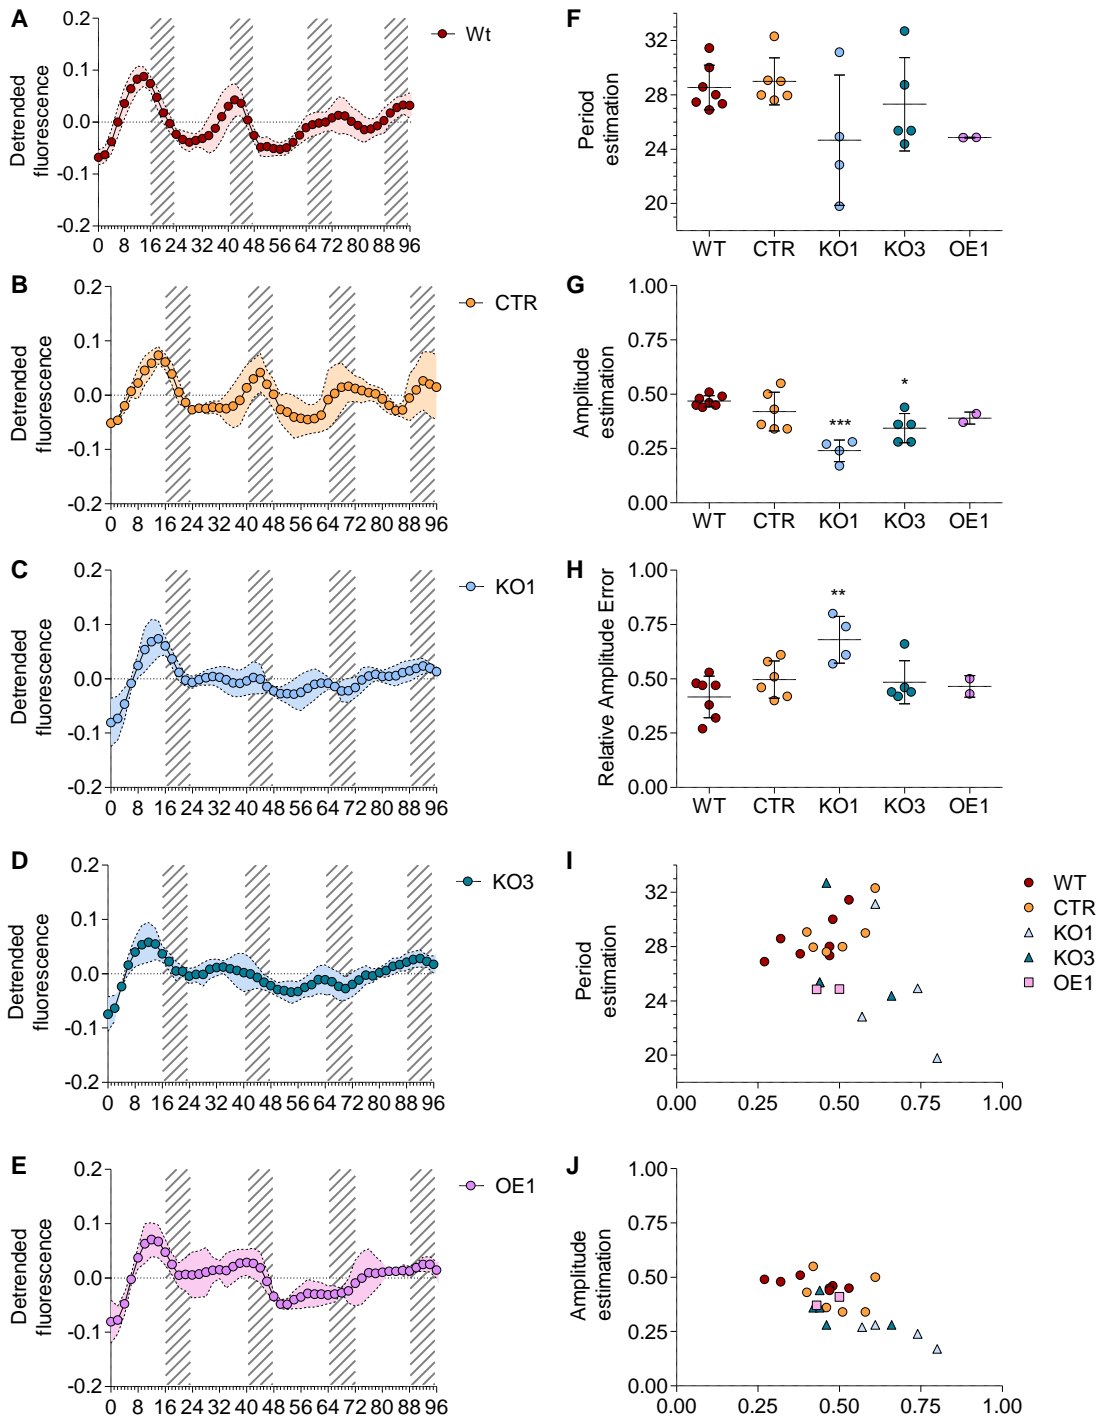 A
0.2
0.1
0.0
-0.1
-0.2
Detrended
fluorescence
Wt
0 8 16 24 32 40 48 56 64 72 80 88 96
B
0.2
0.1
0.0
-0.1
-0.2
Detrended
fluorescence
CTR
0 8 16 24 32 40 48 56 64 72 80 88 96
C
0.2
0.1
0.0
-0.1
-0.2
Detrended
fluorescence
KO1
0 8 16 24 32 40 48 56 64 72 80 88 96
D
0.2
0.1
0.0
-0.1
-0.2
Detrended
fluorescence
KO3
0 8 16 24 32 40 48 56 64 72 80 88 96
E
0.2
0.1
0.0
-0.1
-0.2
Detrended
fluorescence
OE1
0 8 16 24 32 40 48 56 64 72 80 88 96
F
32
28
24
20
Period
estimation
WT CTR KO1 KO3 OE1
G
1.00
0.75
0.50
0.25
0.00
Amplitude
estimation
***
*
WT CTR KO1 KO3 OE1
H
1.00
0.75
0.50
0.25
0.00
Relative Amplitude Error
**
WT CTR KO1 KO3 OE1
I
32
28
24
20
Period
estimation
0.00 0.25 0.50 0.75 1.00
WT
CTR
KO1
KO3
OE1
J
1.00
0.75
0.50
0.25
0.00
Amplitude
estimation
0.00 0.25 0.50 0.75 1.00